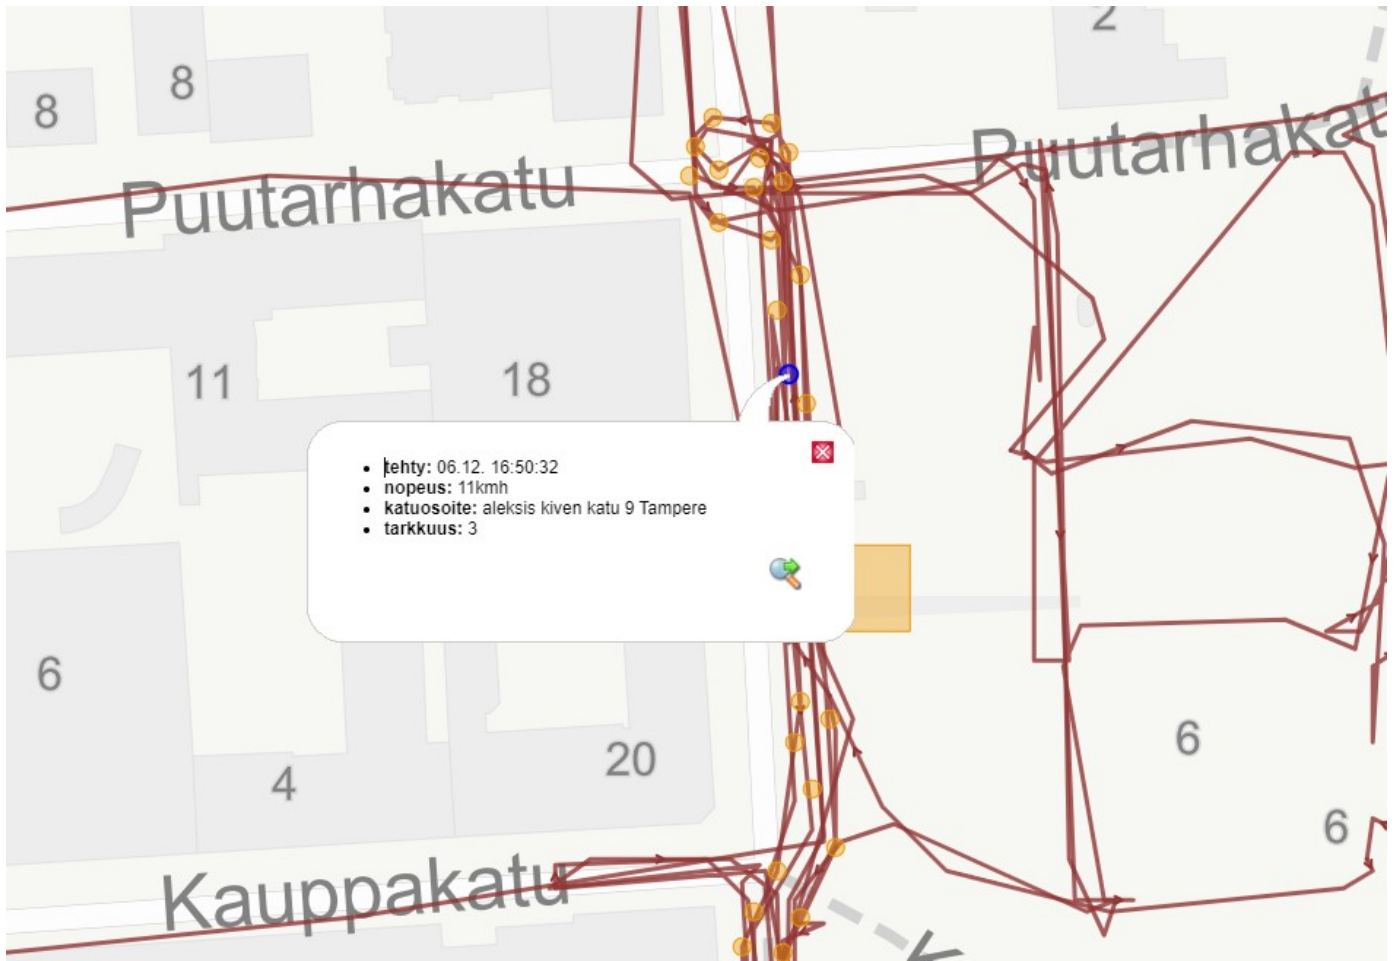 2
8
8
Puutarhakat
Puutarhakatu
11
18
tehty: 06.12. 16:50:32
nopeus: 11kmh
katuosoite: aleksis kiven katu 9 Tampere
tarkkuus: 3
6
4
20
6
6
Kauppakatu
K